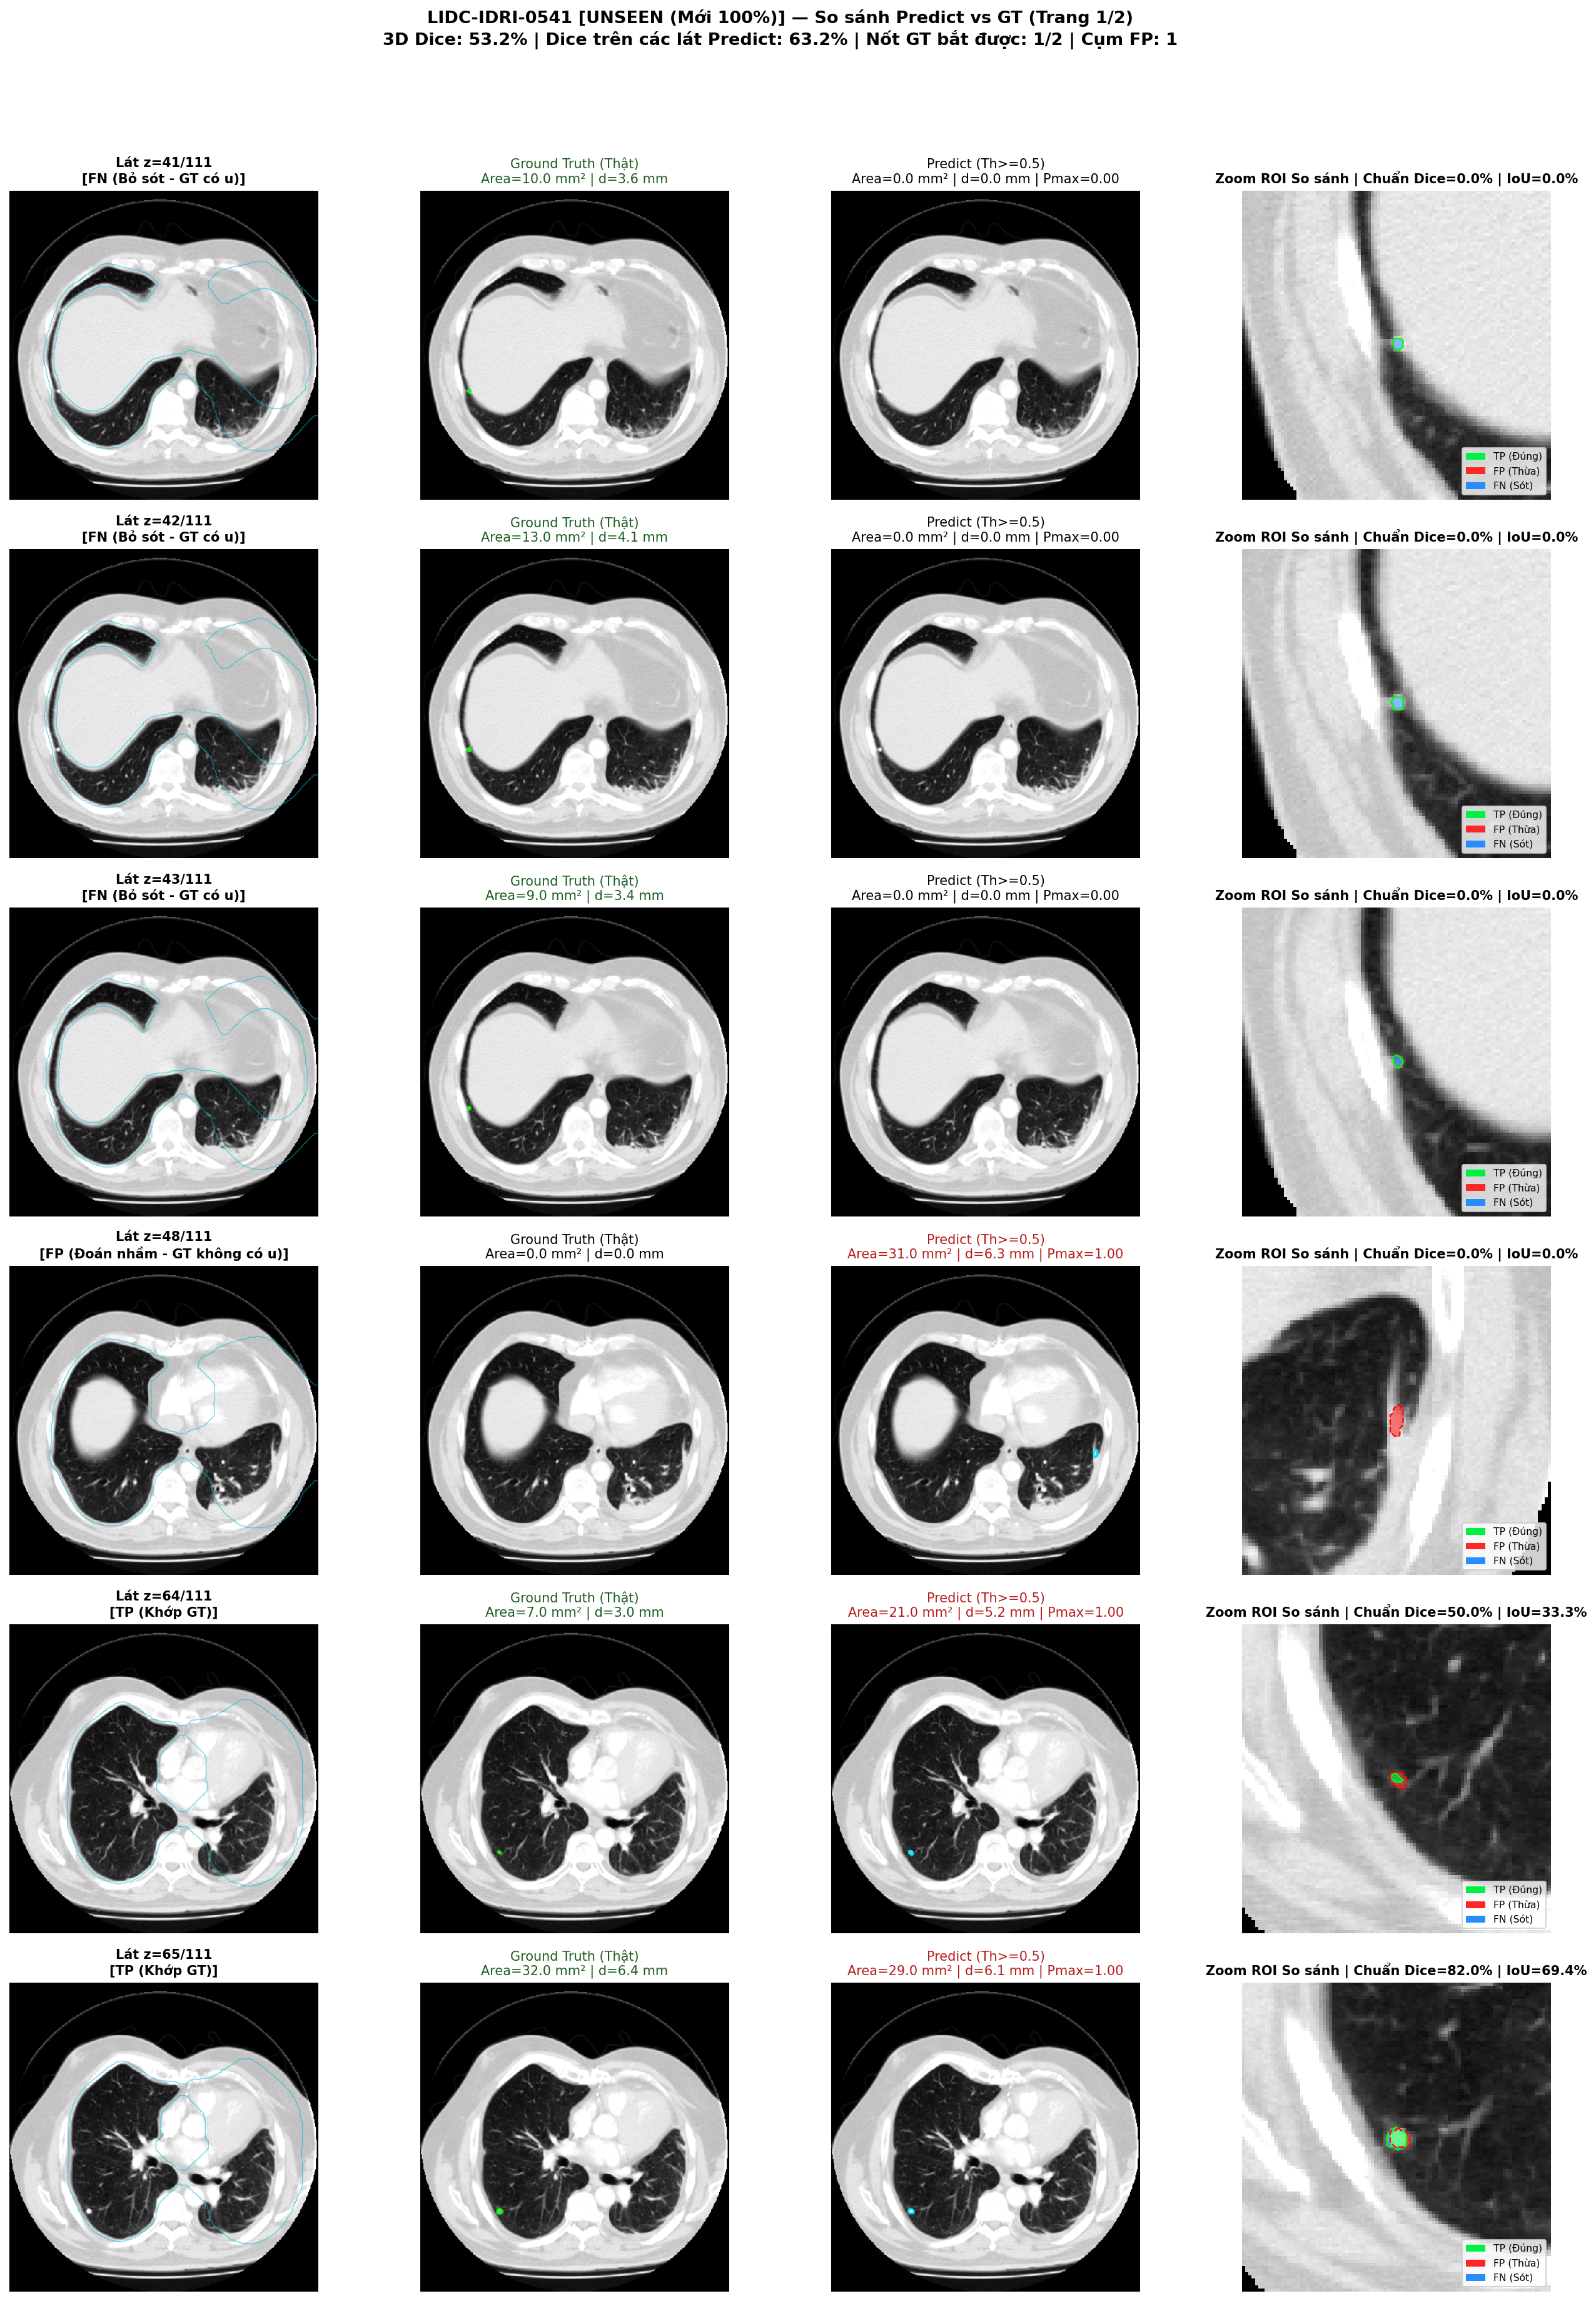 LIDC-IDRI-0541 [UNSEEN (Mới 100%)] — So sánh Predict vs GT (Trang 1/2)
3D Dice: 53.2% | Dice trên các lát Predict: 63.2% | Nốt GT bắt được: 1/2 | Cụm FP: 1
Lát z=41/111
[FN (Bỏ sót - GT có u)]
Ground Truth (Thật)
Area=10.0 mm² | d=3.6 mm
Predict (Th>=0.5)
Area=0.0 mm² | d=0.0 mm | Pmax=0.00
Zoom ROI So sánh | Chuẩn Dice=0.0% | IoU=0.0%
TP (Đúng)
FP (Thừa)
FN (Sót)
Lát z=42/111
[FN (Bỏ sót - GT có u)]
Ground Truth (Thật)
Area=13.0 mm² | d=4.1 mm
Predict (Th>=0.5)
Area=0.0 mm² | d=0.0 mm | Pmax=0.00
Zoom ROI So sánh | Chuẩn Dice=0.0% | IoU=0.0%
TP (Đúng)
FP (Thừa)
FN (Sót)
Lát z=43/111
[FN (Bỏ sót - GT có u)]
Ground Truth (Thật)
Area=9.0 mm² | d=3.4 mm
Predict (Th>=0.5)
Area=0.0 mm² | d=0.0 mm | Pmax=0.00
Zoom ROI So sánh | Chuẩn Dice=0.0% | IoU=0.0%
TP (Đúng)
FP (Thừa)
FN (Sót)
Lát z=48/111
[FP (Đoán nhầm - GT không có u)]
Ground Truth (Thật)
Area=0.0 mm² | d=0.0 mm
Predict (Th>=0.5)
Area=31.0 mm² | d=6.3 mm | Pmax=1.00
Zoom ROI So sánh | Chuẩn Dice=0.0% | IoU=0.0%
TP (Đúng)
FP (Thừa)
FN (Sót)
Lát z=64/111
[TP (Khớp GT)]
Ground Truth (Thật)
Area=7.0 mm² | d=3.0 mm
Predict (Th>=0.5)
Area=21.0 mm² | d=5.2 mm | Pmax=1.00
Zoom ROI So sánh | Chuẩn Dice=50.0% | IoU=33.3%
TP (Đúng)
FP (Thừa)
FN (Sót)
Lát z=65/111
[TP (Khớp GT)]
Ground Truth (Thật)
Area=32.0 mm² | d=6.4 mm
Predict (Th>=0.5)
Area=29.0 mm² | d=6.1 mm | Pmax=1.00
Zoom ROI So sánh | Chuẩn Dice=82.0% | IoU=69.4%
TP (Đúng)
FP (Thừa)
FN (Sót)